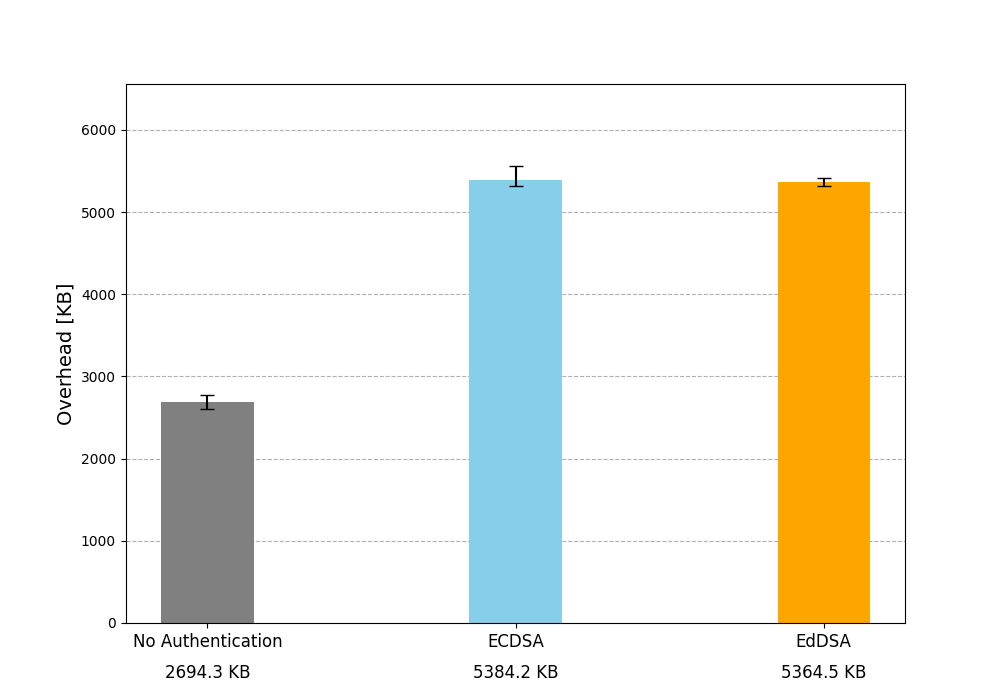 Overhead [KB]
6000
5000
4000
3000
2000
1000
0
No Authentication
2694.3 KB
ECDSA
5384.2 KB
EdDSA
5364.5 KB